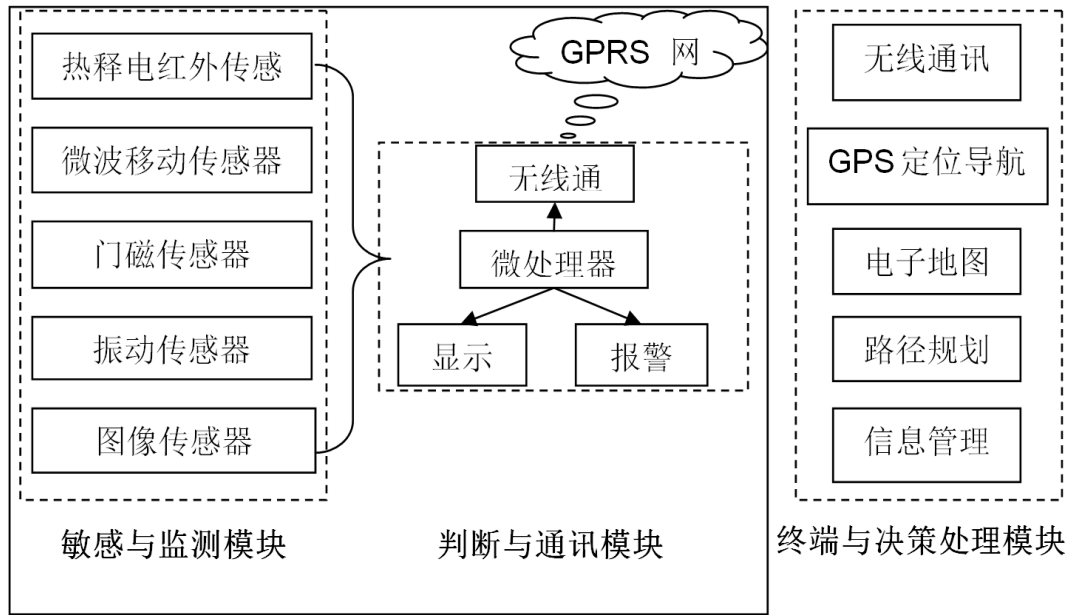 热释电红外传感
微波移动传感器
门磁传感器
振动传感器
图像传感器
敏感与监测模块
GPRS 网
无线通
微处理器
显示
报警
判断与通讯模块
无线通讯
GPS 定位导航
电子地图
路径规划
信息管理
终端与决策处理模块